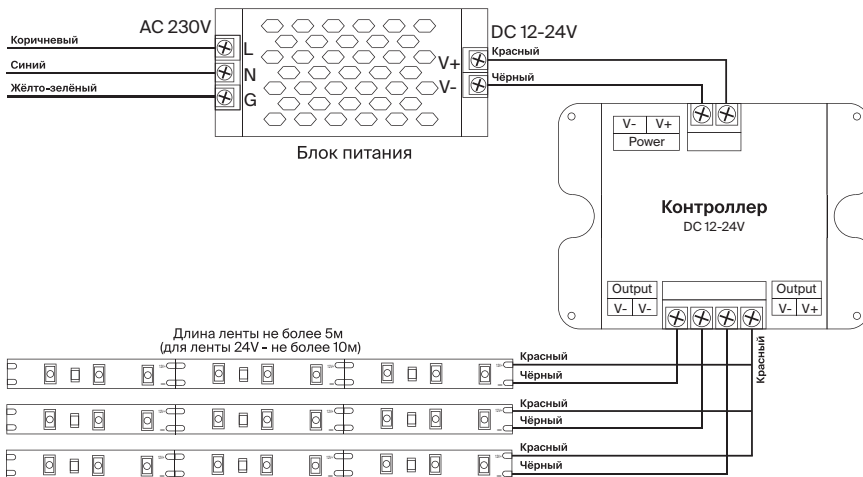 AC 230V
DC 12-24V
Коричневый
L
Синий
N
Жёлто-зелёный
G
V+
V-
Красный
Чёрный
Блок питания
V- V+
Power
Контроллер
DC 12-24V
Output
V- V-
Output
V- V+
Длина ленты не более 5м
(для ленты 24V - не более 10м)
Красный
Чёрный
Красный
Красный
Чёрный
Красный
Чёрный